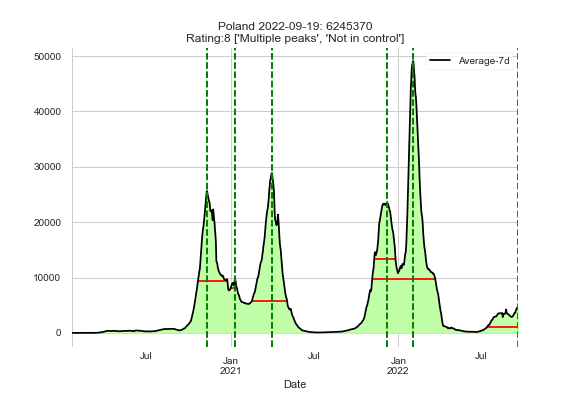 Poland 2022-09-19: 6245370
Rating:8 ['Multiple peaks', 'Not in control']
Average-7d
50000
40000
30000
20000
10000
0
Jul
Jan
2021
Jul
Jan
2022
Jul
Date